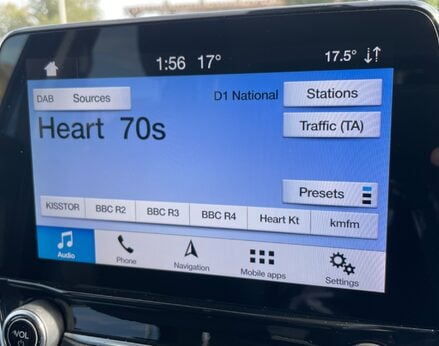 1:56 17° 17.5°
DAB Sources D1 National Stations
Heart 70s
Traffic (TA)
Presets
KISSTOR BBC R2 BBC R3 BBC R4 Heart Kt kmfm
Audio Phone Navigation Mobile apps Settings
VOL